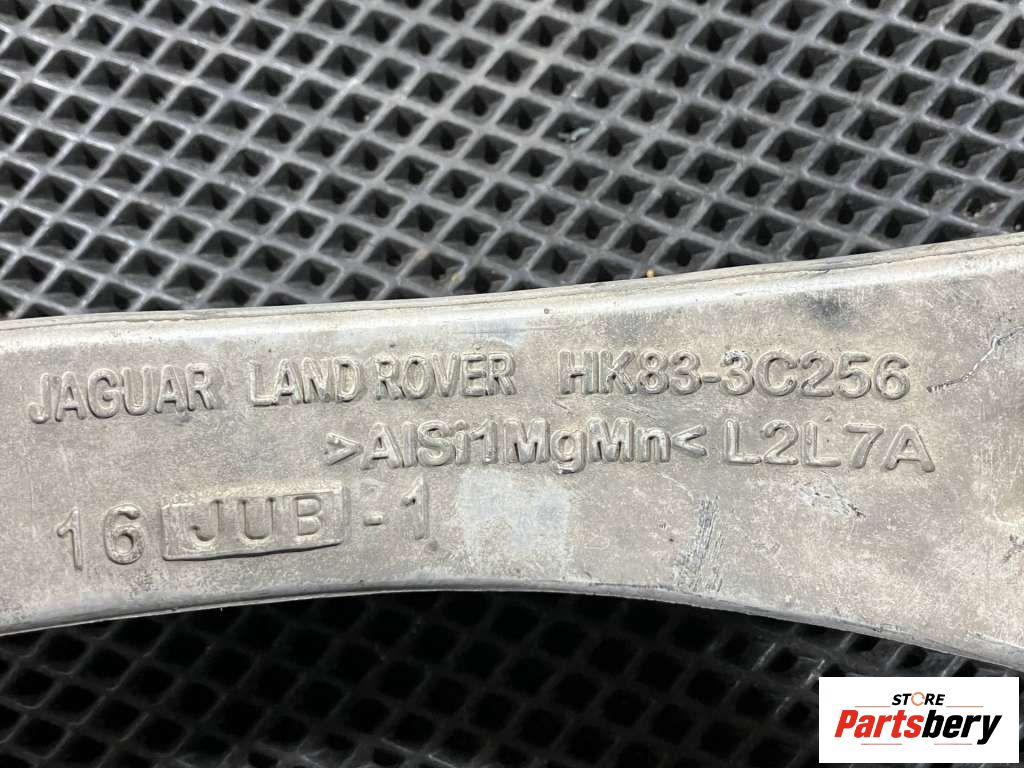 JAGUAR LAND ROVER HK83-3C256
>AlSi1MgMn< L2L7A
16 JUB -1
STORE
Partsbery